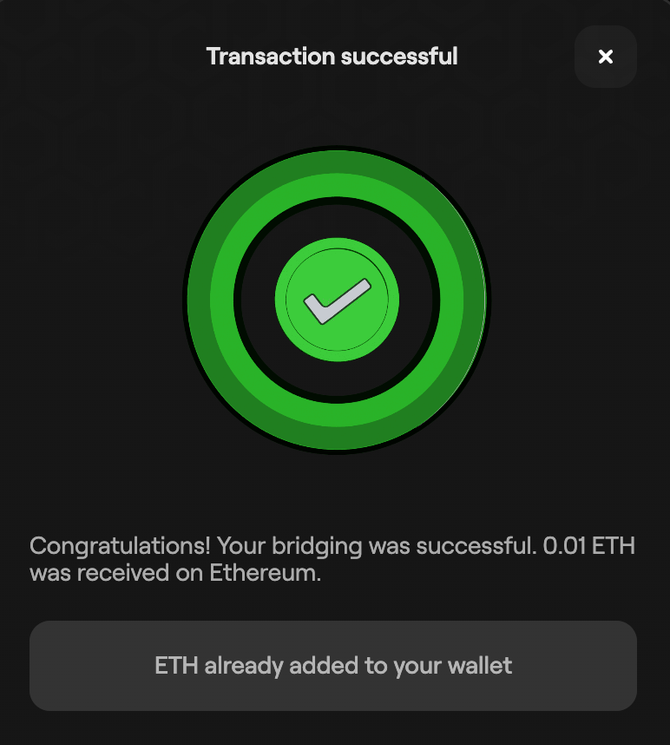 Transaction successful
Congratulations! Your bridging was successful. 0.01 ETH
was received on Ethereum.
ETH already added to your wallet